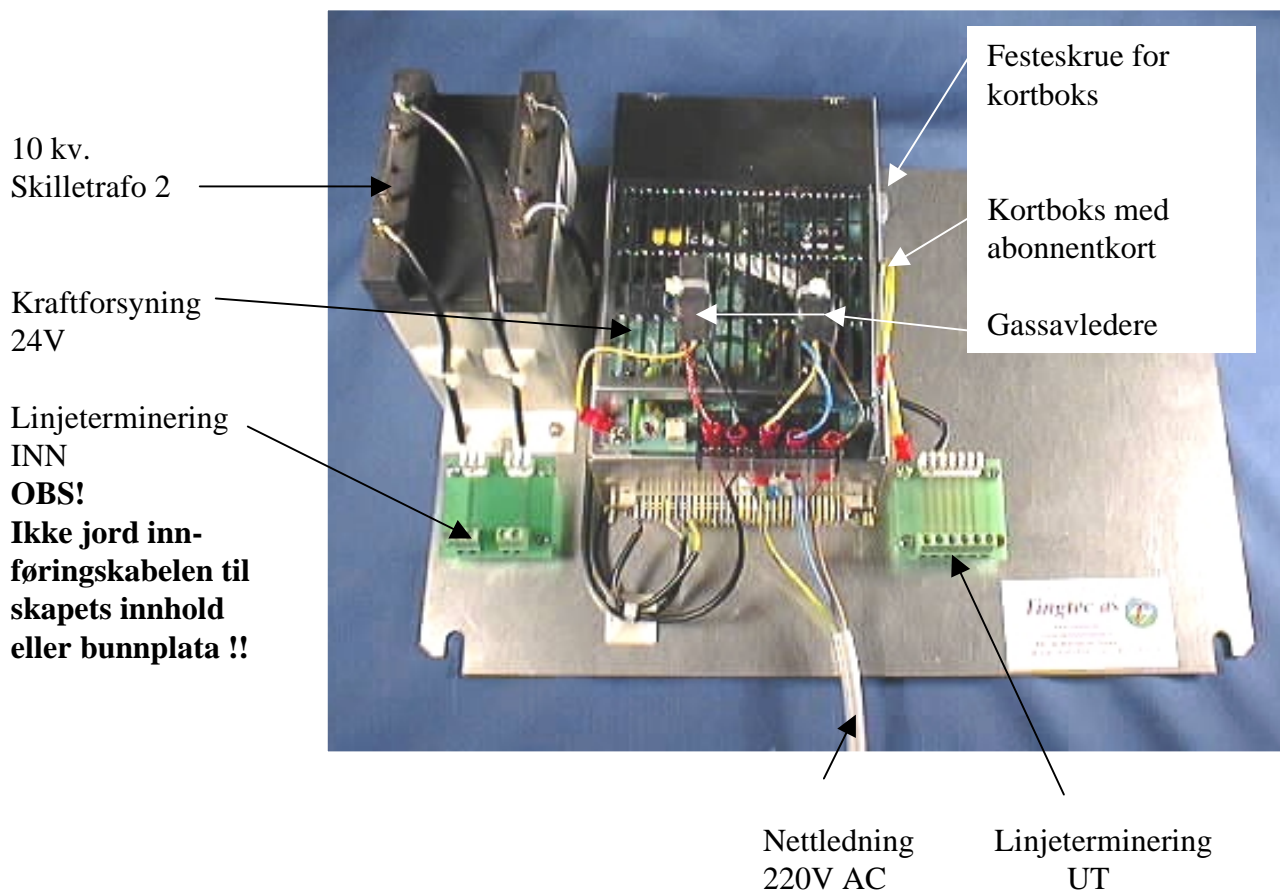 10 kv.
Skilletrafo 2
Kraftforsyning
24V
Linjeterminering
INN
OBS!
Ikke jord inn-
føringskabelen til
skapets innhold
eller bunnplata !!
Festeskrue for
kortboks
Kortboks med
abonnentkort
Gassavledere
Tingtec as
Nettledning
220V AC
Linjeterminering
UT